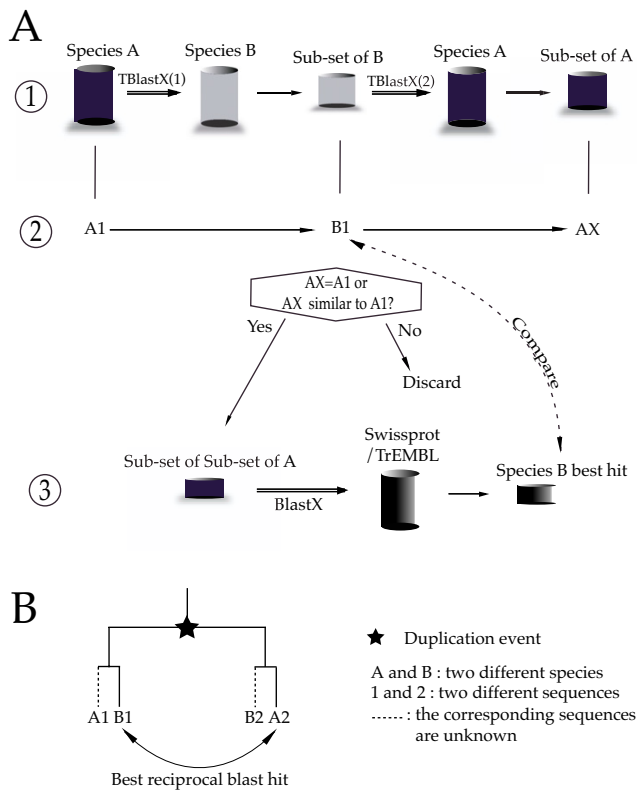 A
Species A
Species B
Sub-set of B
Species A
Sub-set of A
1
TBlastX(1)
TBlastX(2)
2
A1
B1
AX
AX=A1 or
AX similar to A1?
Yes
No
Discard
Compare
3
Sub-set of Sub-set of A
BlastX
Swissprot
/TrEMBL
Species B best hit
B
A1 B1
B2 A2
Best reciprocal blast hit
Duplication event
A and B : two different species
1 and 2 : two different sequences
------ : the corresponding sequences
are unknown